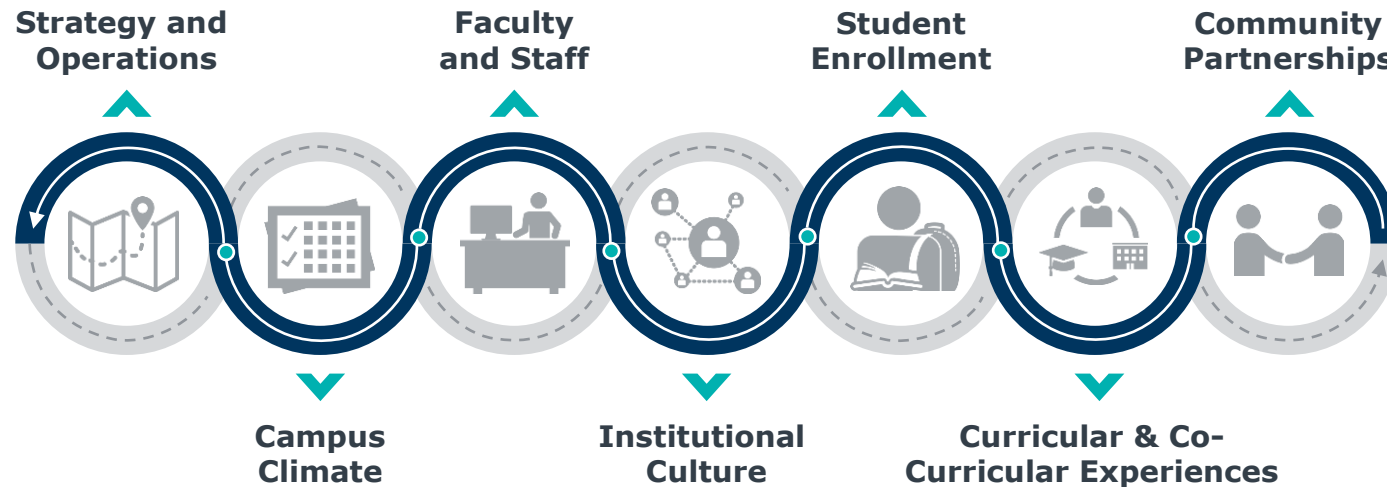 Strategy and
Operations
Faculty
and Staff
Student
Enrollment
Community
Partnerships
Campus
Climate
Institutional
Culture
Curricular & Co-
Curricular Experiences